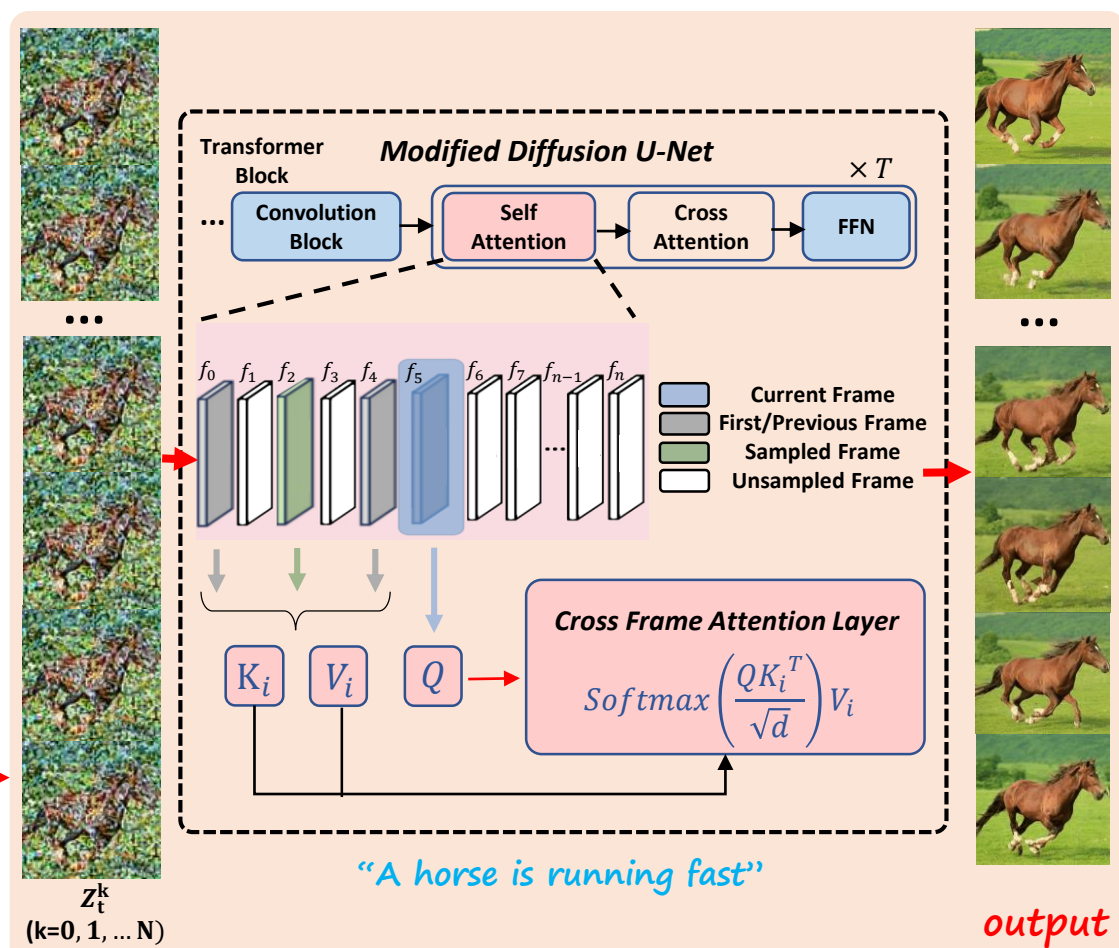 Modified Diffusion U-Net
Transformer
Block
× T
...
Convolution
Block
Self
Attention
Cross
Attention
FFN
...
...
f₀ f₁ f₂ f₃ f₄ f₅ f₆ f₇ fₙ₋₁ fₙ
...
Current Frame
First/Previous Frame
Sampled Frame
Unsampled Frame
Kᵢ Vᵢ Q
Cross Frame Attention Layer
Softmax(QKᵢᵀ/√d)Vᵢ
“A horse is running fast”
Zₜᵏ
(k=0, 1, ... N)
output